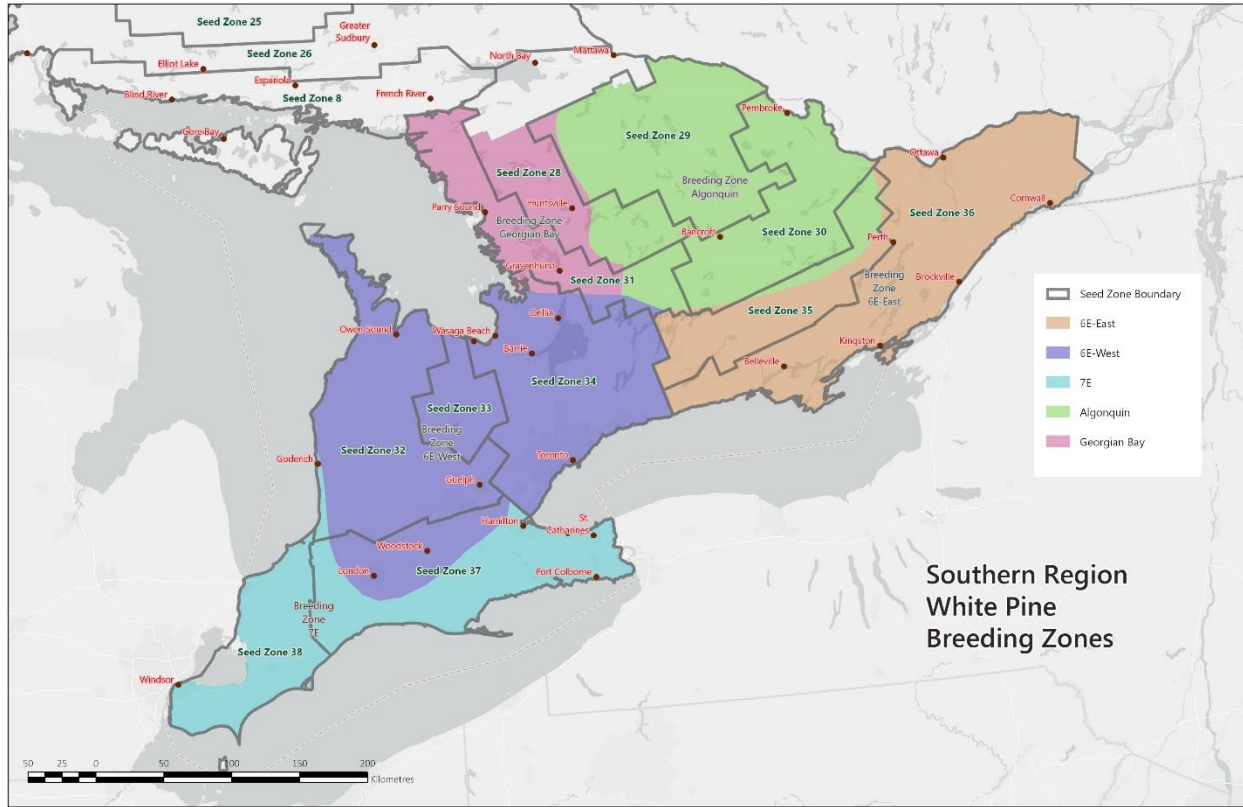 Seed Zone 25
Greater
Sudbury
Seed Zone 26
Elliot Lake
Espanola
Blind River
Seed Zone 8
French River
North Bay
Mattawa
Gore Bay
Pembroke
Seed Zone 29
Ottawa
Seed Zone 28
Breeding Zone
Algonquin
Huntsville
Parry Sound
Breeding Zone
Georgian Bay
Cornwall
Seed Zone 36
Bancroft
Seed Zone 30
Perth
Gravenhurst
Seed Zone 31
Breeding
Zone
6E-East
Brockville
Seed Zone 35
Orillia
Owen Sound
Wasaga Beach
Barrie
Kingston
Belleville
Seed Zone 34
Seed Zone 33
Breeding
Zone
6E-West
Seed Zone 32
Goderich
Toronto
Guelph
Hamilton
St.
Catharines
Woodstock
London
Seed Zone 37
Port Colborne
Breeding
Zone
7E
Seed Zone 38
Windsor
Seed Zone Boundary
6E-East
6E-West
7E
Algonquin
Georgian Bay
Southern Region
White Pine
Breeding Zones
50 25 0 50 100 150 200
Kilometres